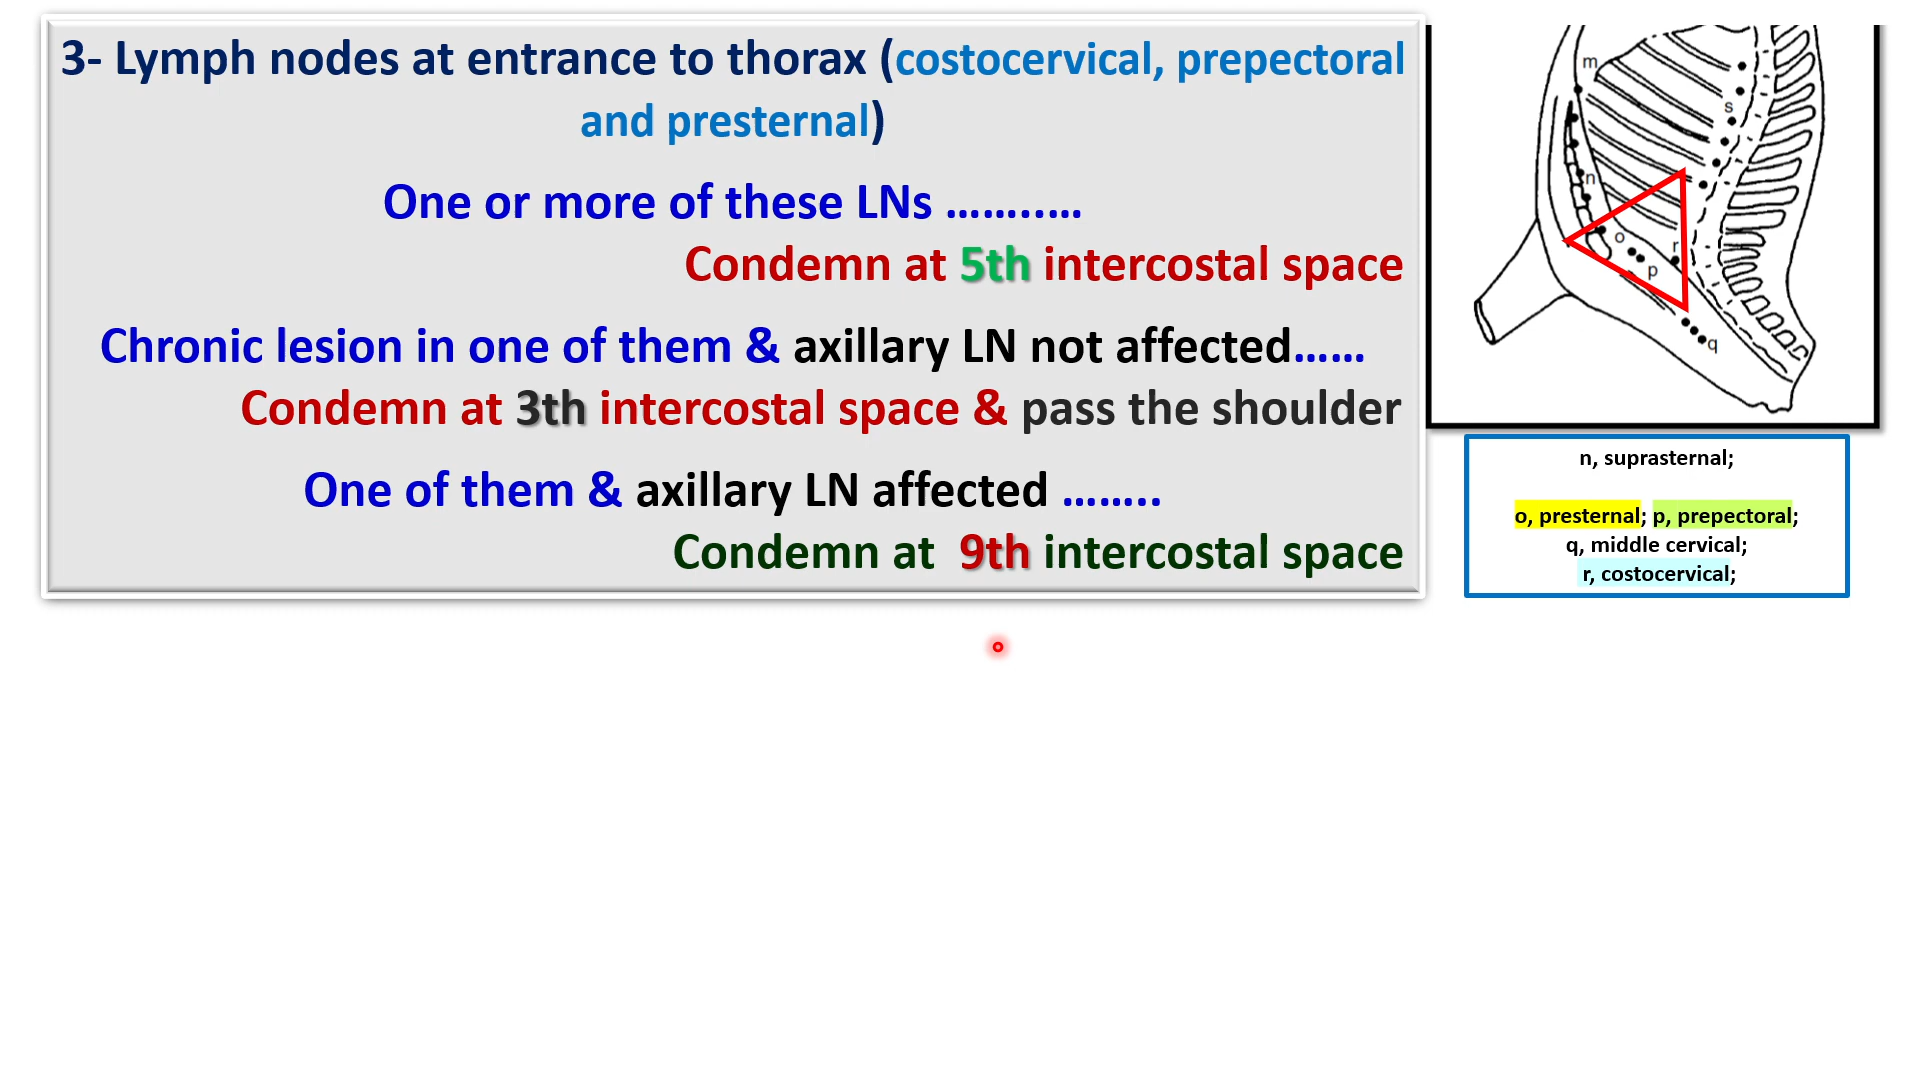 3- Lymph nodes at entrance to thorax (costocervical, prepectoral
and presternal)
One or more of these LNs ……..…
Condemn at 5th intercostal space
Chronic lesion in one of them & axillary LN not affected……
Condemn at 3th intercostal space & pass the shoulder
One of them & axillary LN affected ……..
Condemn at 9th intercostal space
m
s
n
o
r
p
q
n, suprasternal;
o, presternal; p, prepectoral;
q, middle cervical;
r, costocervical;